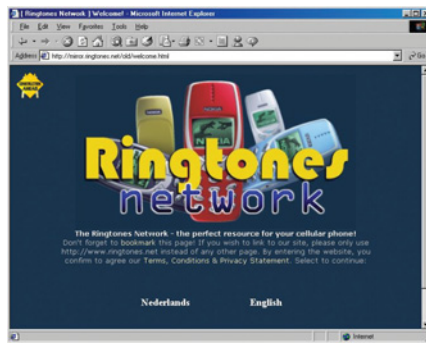 [ Ringtones Network ] Welcome! - Microsoft Internet Explorer
File Edit View Favorites Tools Help
Address http://mirror.ringtones.net/old/welcome.html Go
NOKIA
Ringtones
network
The Ringtones Network - the perfect resource for your cellular phone!
Don't forget to bookmark this page! If you wish to link to our site, please only use
http://www.ringtones.net instead of any other page. By entering the website, you
confirm to agree our Terms, Conditions & Privacy Statement. Select to continue:
Nederlands English
Internet